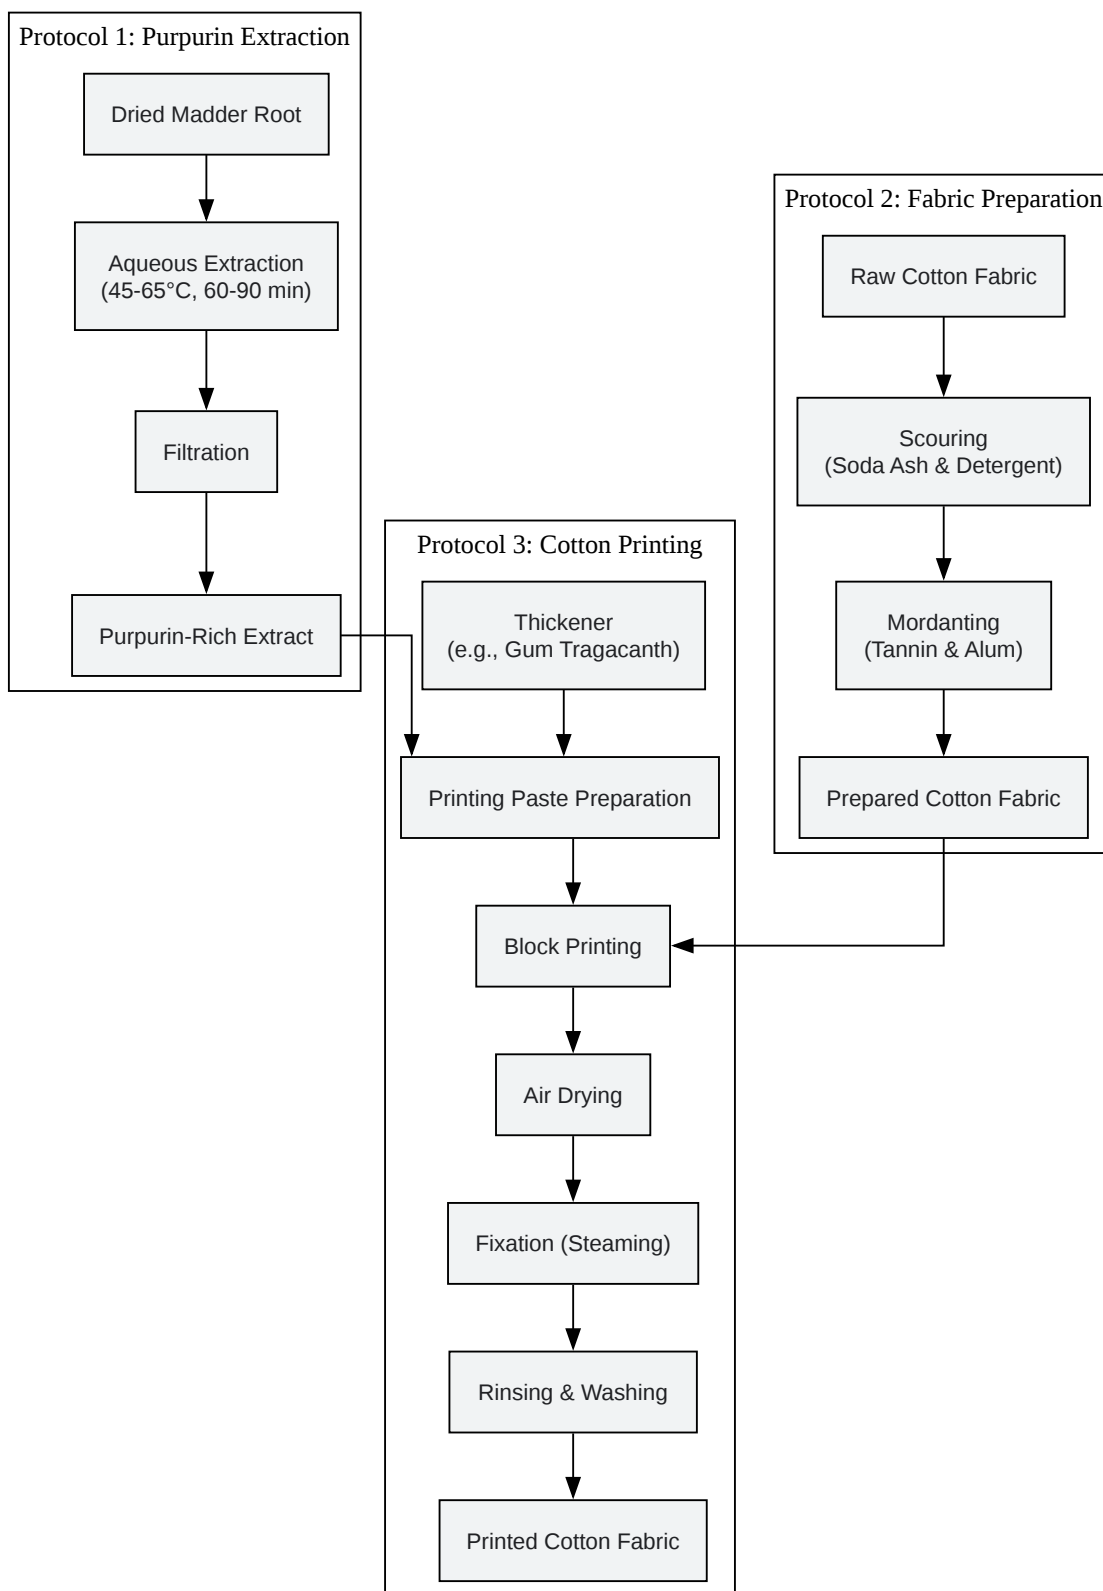 Protocol 1: Purpurin Extraction
Dried Madder Root
Aqueous Extraction
(45-65°C, 60-90 min)
Filtration
Purpurin-Rich Extract
Protocol 2: Fabric Preparation
Raw Cotton Fabric
Scouring
(Soda Ash & Detergent)
Mordanting
(Tannin & Alum)
Prepared Cotton Fabric
Protocol 3: Cotton Printing
Thickener
(e.g., Gum Tragacanth)
Printing Paste Preparation
Block Printing
Air Drying
Fixation (Steaming)
Rinsing & Washing
Printed Cotton Fabric